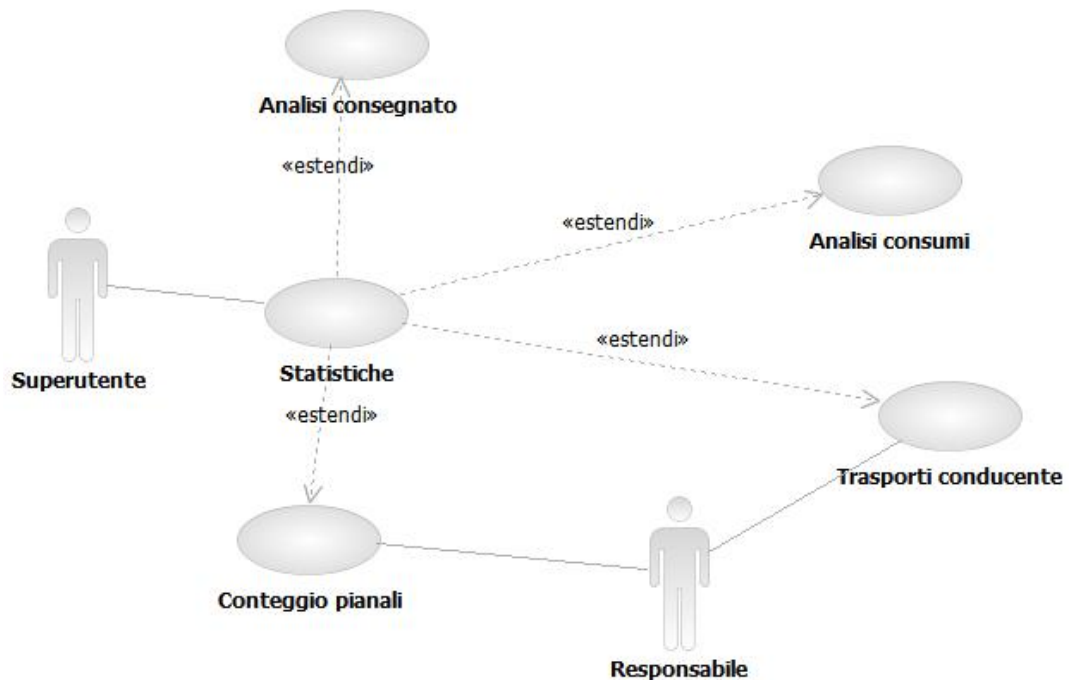 Analisi consegnato
«estendi»
«estendi»
Analisi consumi
«estendi»
Superutente
Statistiche
«estendi»
Trasporti conducente
Conteggio pianali
Responsabile